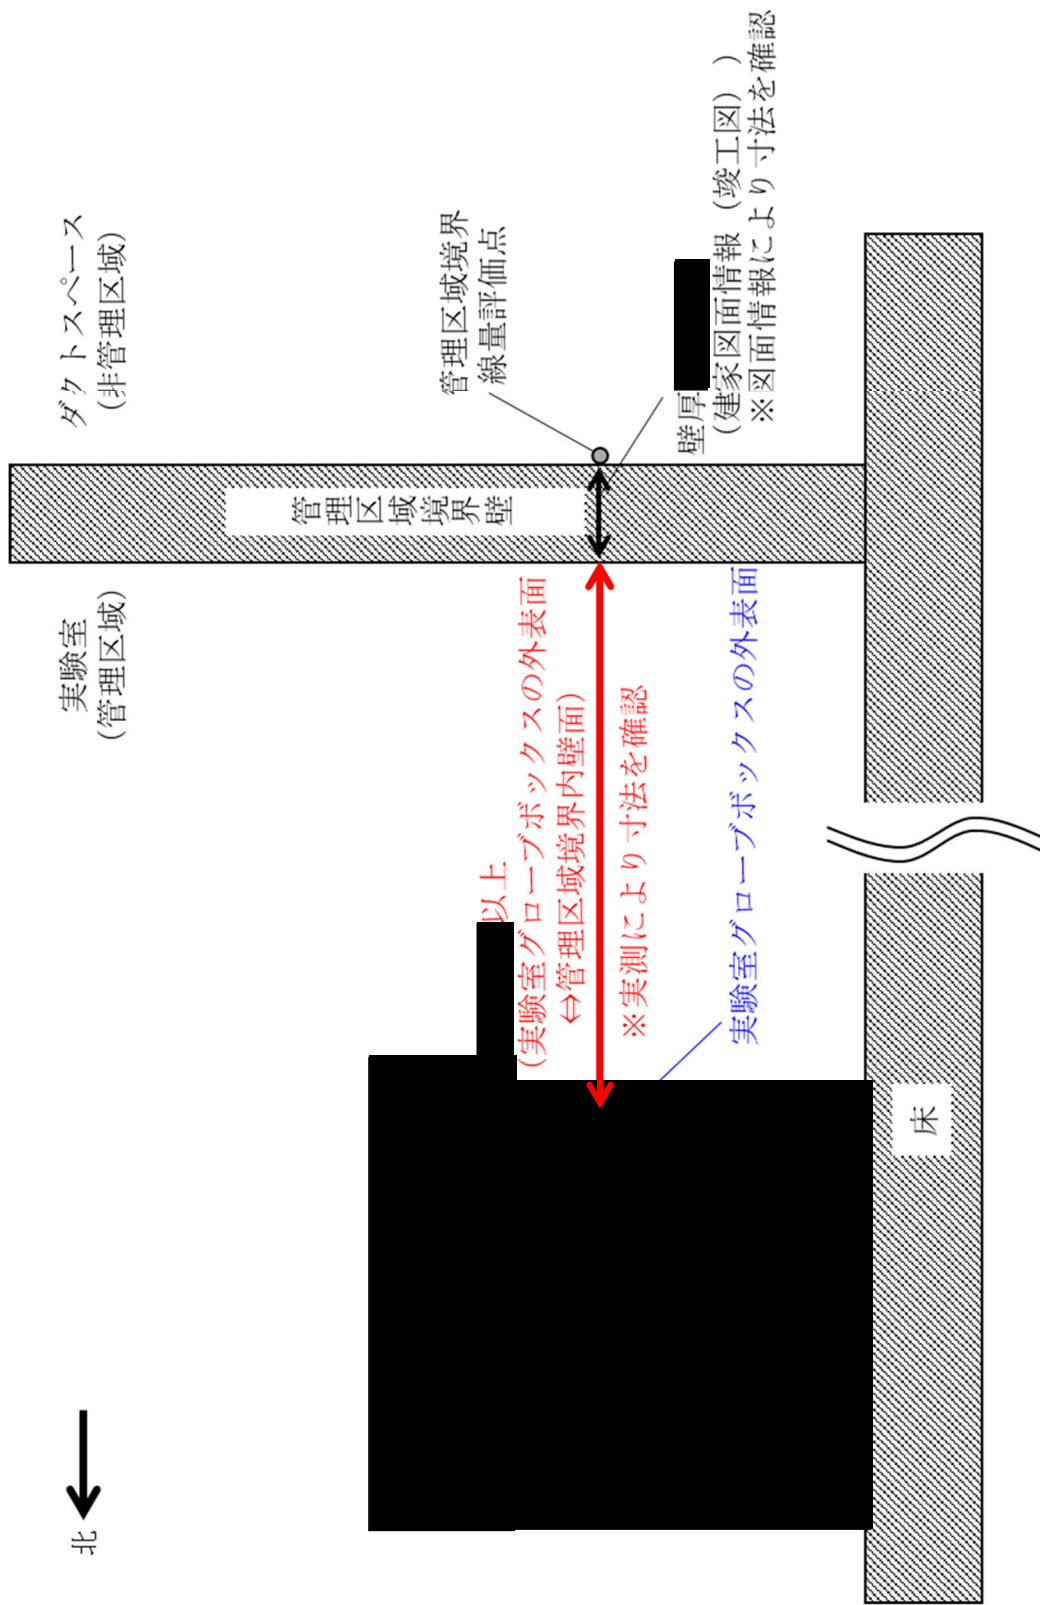 北
実験室
(管理区域)
ダクトスペース
(非管理区域)
管理区域境界壁
管理区域境界
線量評価点
以上
(実験室グローブボックスの外表面
⇔管理区域境界内壁面)
※実測により寸法を確認
壁厚
(建家図面情報（竣工図）)
※図面情報により寸法を確認
実験室グローブボックスの外表面
床